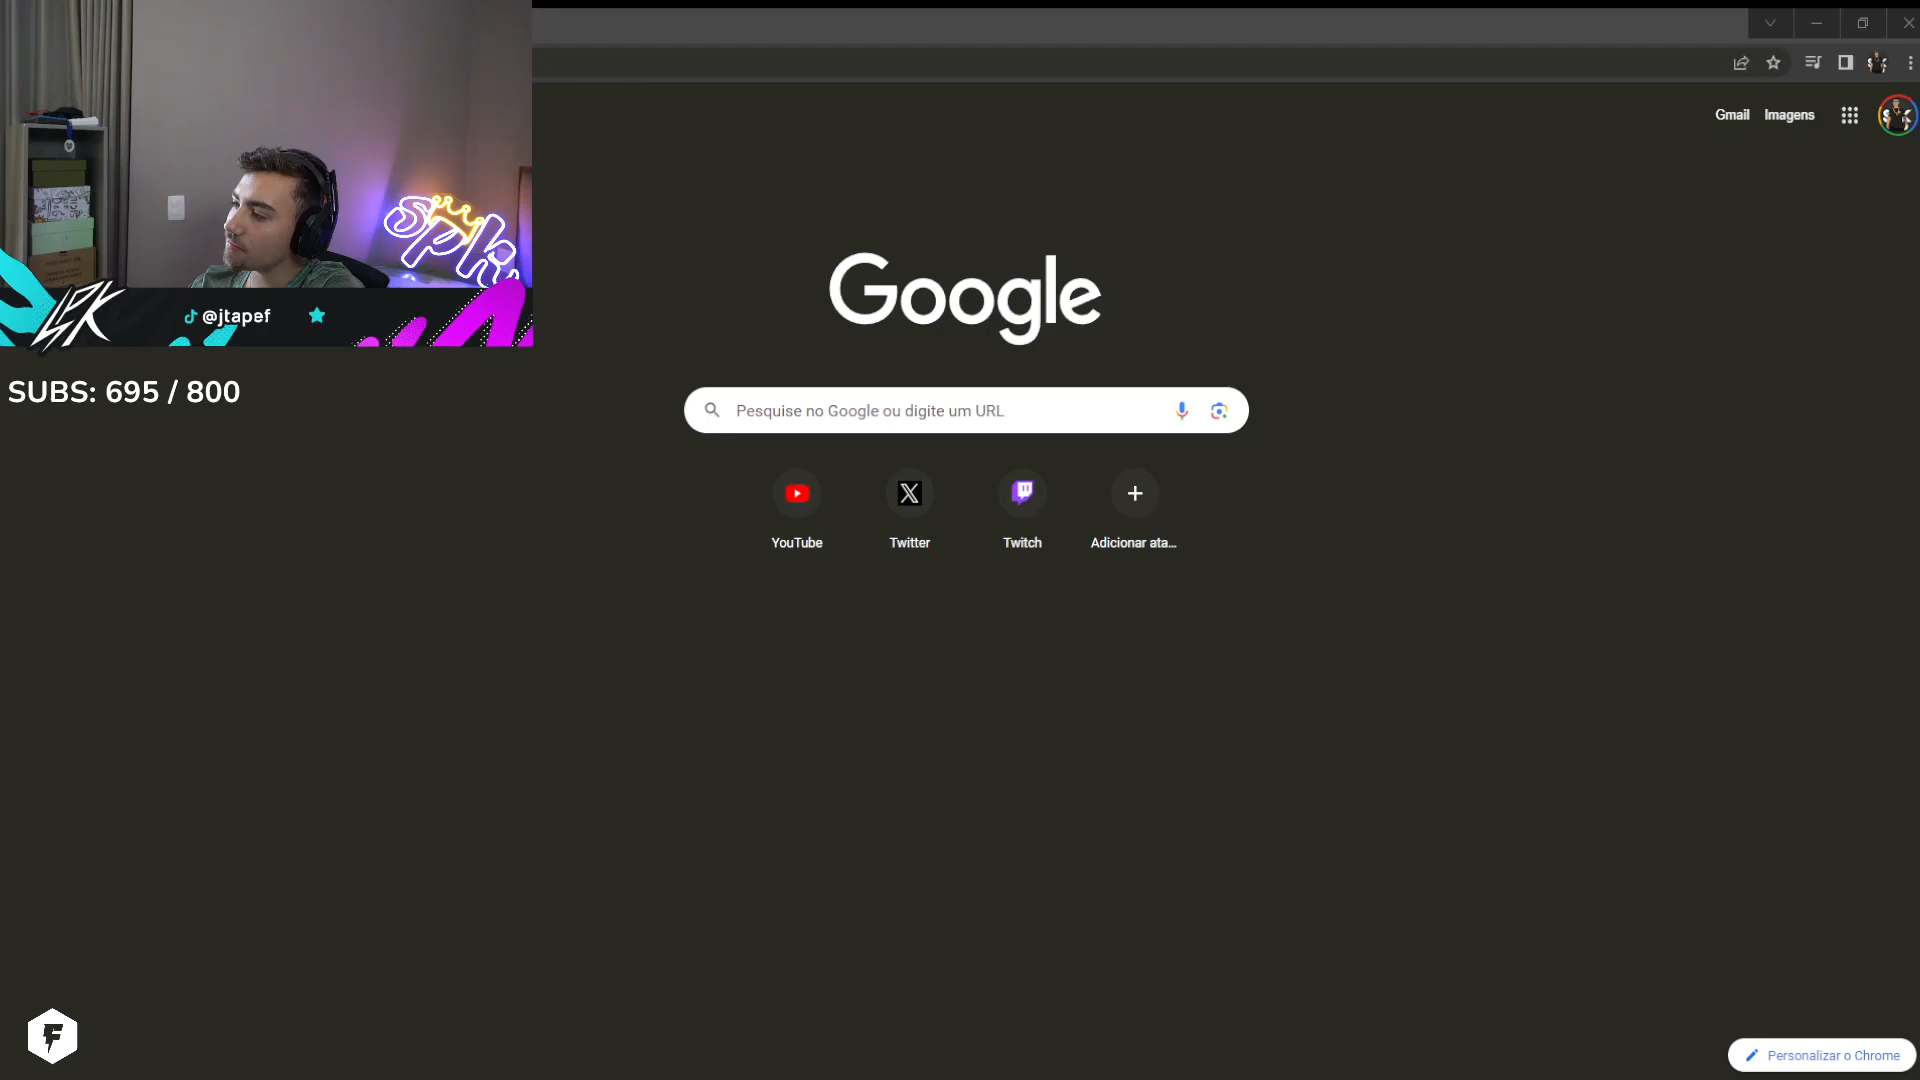 spk
@jtapef
SUBS: 695 / 800
Gmail Imagens
Google
Pesquise no Google ou digite um URL
YouTube Twitter Twitch Adicionar ata...
F
Personalizar o Chrome